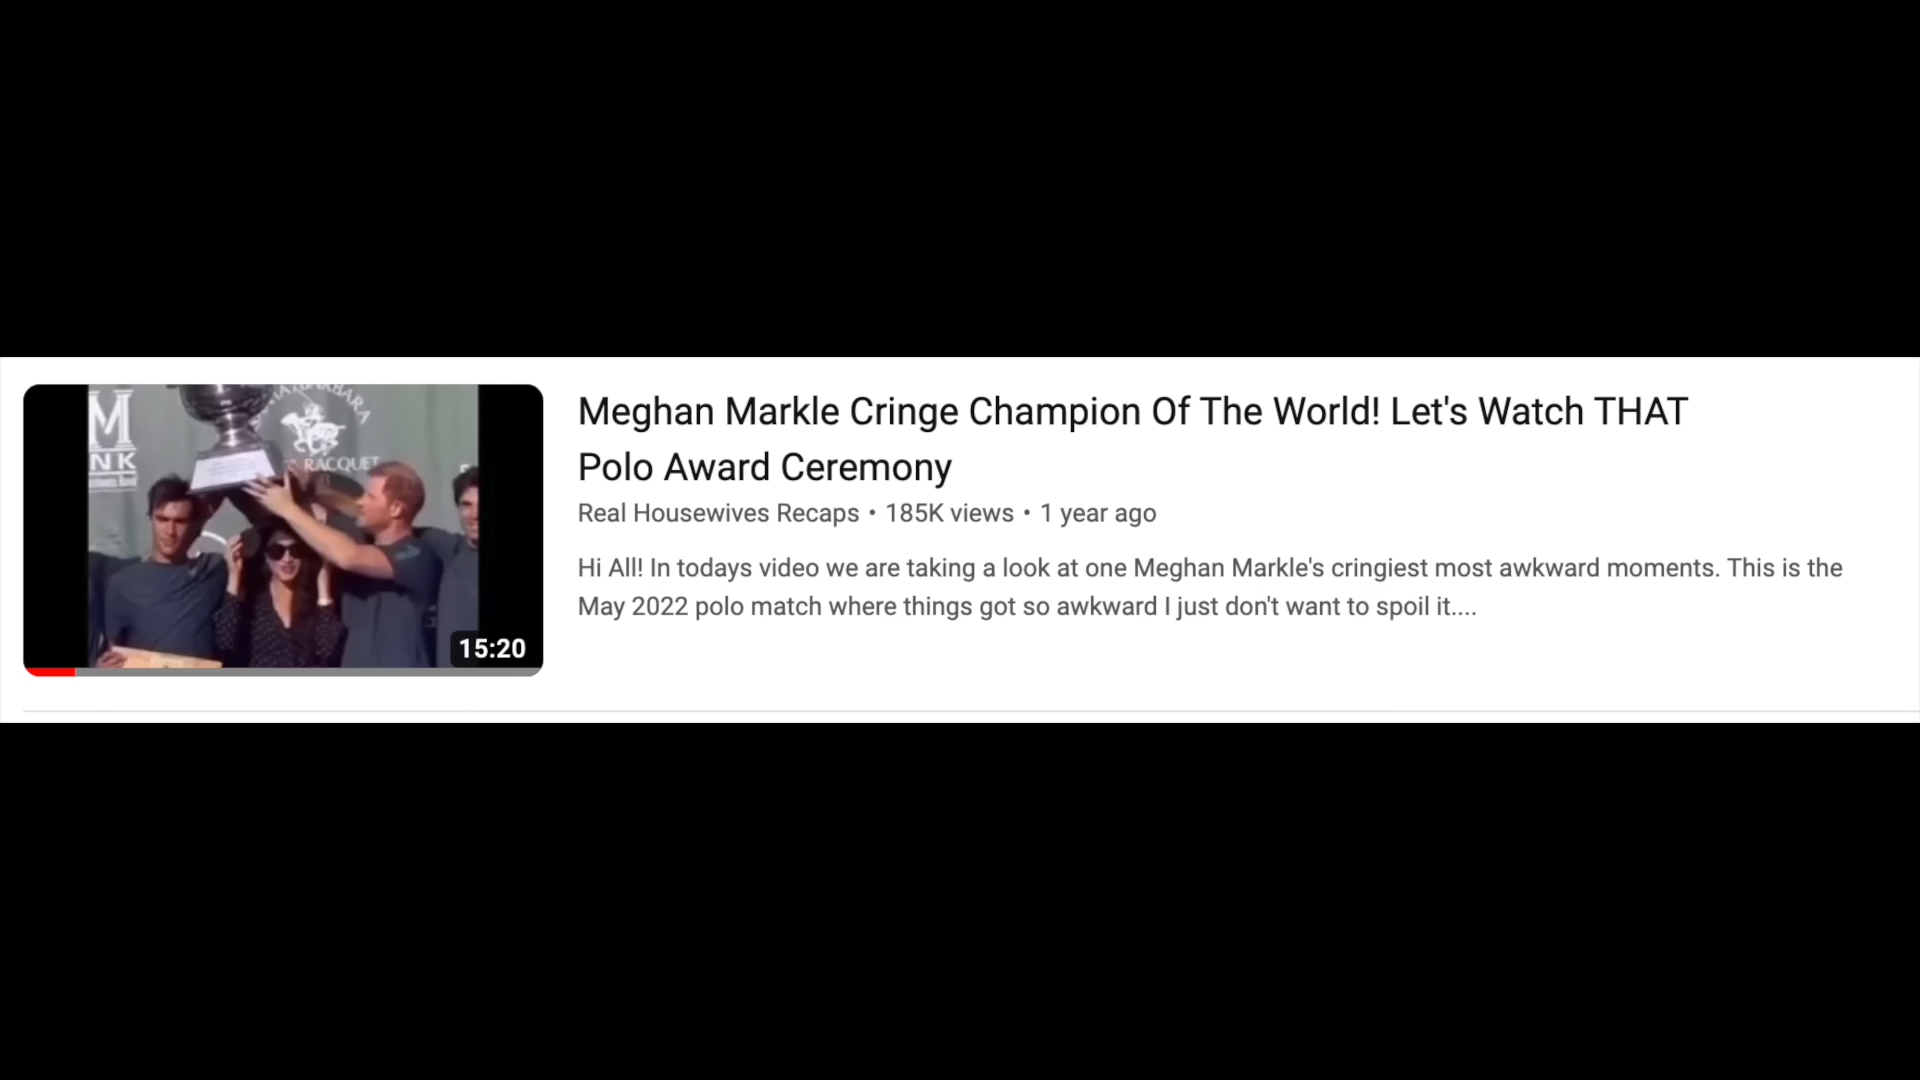 M
NK
RACQUET
15:20
Meghan Markle Cringe Champion Of The World! Let's Watch THAT
Polo Award Ceremony
Real Housewives Recaps • 185K views • 1 year ago
Hi All! In todays video we are taking a look at one Meghan Markle's cringiest most awkward moments. This is the
May 2022 polo match where things got so awkward I just don't want to spoil it....